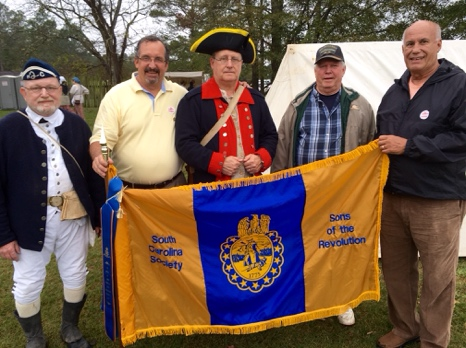 South
Carolina
Society
Sons
of the
Revolution